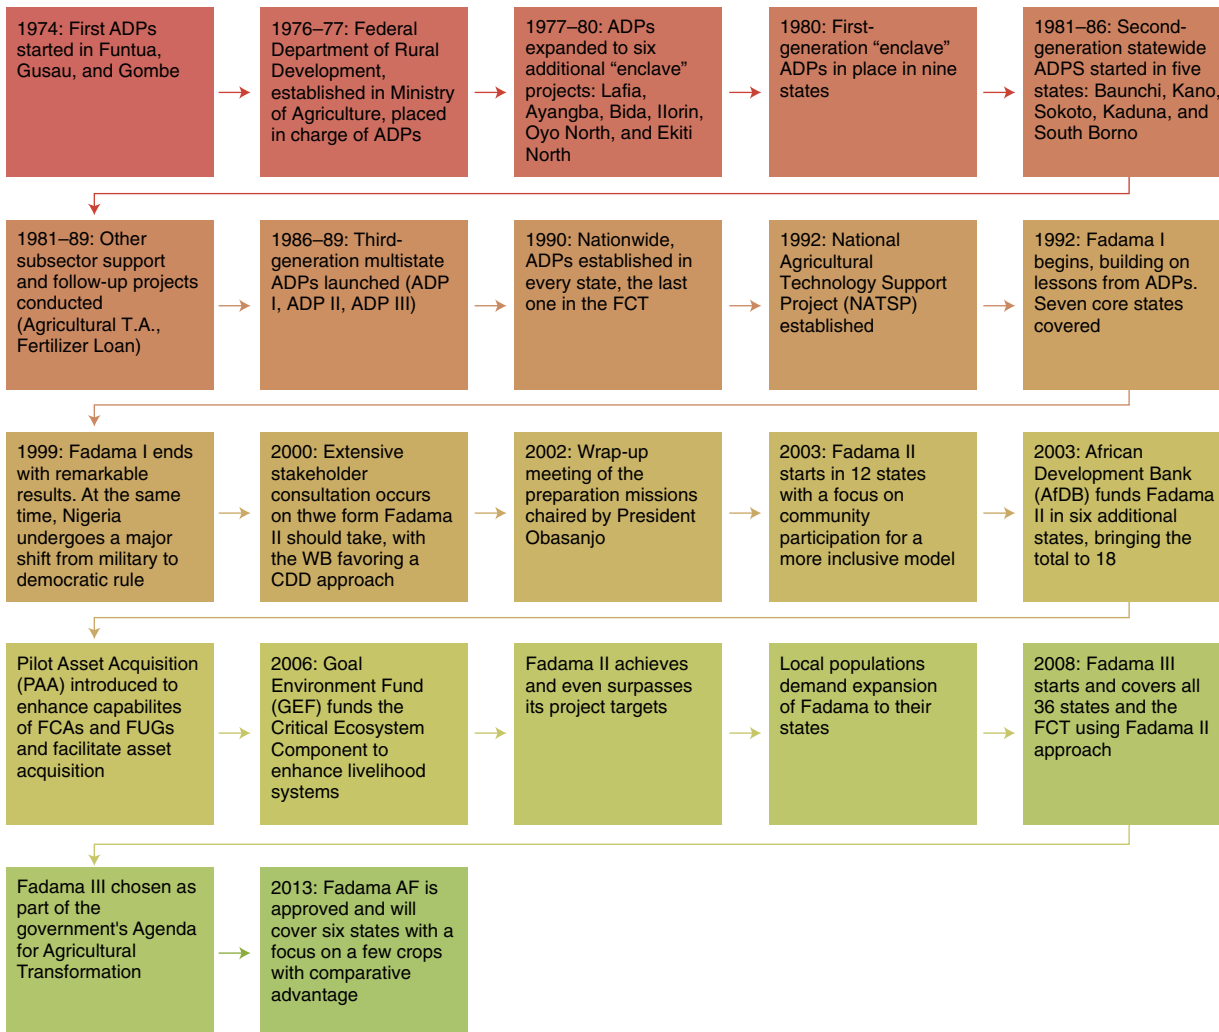 1974: First ADPs
started in Funtua,
Gusau, and Gombe
1976–77: Federal
Department of Rural
Development,
established in Ministry
of Agriculture, placed
in charge of ADPs
1977–80: ADPs
expanded to six
additional “enclave”
projects: Lafia,
Ayangba, Bida, IIorin,
Oyo North, and Ekiti
North
1980: First-
generation “enclave”
ADPs in place in nine
states
1981–86: Second-
generation statewide
ADPS started in five
states: Baunchi, Kano,
Sokoto, Kaduna, and
South Borno
1981–89: Other
subsector support
and follow-up projects
conducted
(Agricultural T.A.,
Fertilizer Loan)
1986–89: Third-
generation multistate
ADPs launched (ADP
I, ADP II, ADP III)
1990: Nationwide,
ADPs established in
every state, the last
one in the FCT
1992: National
Agricultural
Technology Support
Project (NATSP)
established
1992: Fadama I
begins, building on
lessons from ADPs.
Seven core states
covered
1999: Fadama I ends
with remarkable
results. At the same
time, Nigeria
undergoes a major
shift from military to
democratic rule
2000: Extensive
stakeholder
consultation occurs
on thwe form Fadama
II should take, with
the WB favoring a
CDD approach
2002: Wrap-up
meeting of the
preparation missions
chaired by President
Obasanjo
2003: Fadama II
starts in 12 states
with a focus on
community
participation for a
more inclusive model
2003: African
Development Bank
(AfDB) funds Fadama
II in six additional
states, bringing the
total to 18
Pilot Asset Acquisition
(PAA) introduced to
enhance capabilites
of FCAs and FUGs
and facilitate asset
acquisition
2006: Goal
Environment Fund
(GEF) funds the
Critical Ecosystem
Component to
enhance livelihood
systems
Fadama II achieves
and even surpasses
its project targets
Local populations
demand expansion
of Fadama to their
states
2008: Fadama III
starts and covers all
36 states and the
FCT using Fadama II
approach
Fadama III chosen as
part of the
government's Agenda
for Agricultural
Transformation
2013: Fadama AF is
approved and will
cover six states with a
focus on a few crops
with comparative
advantage